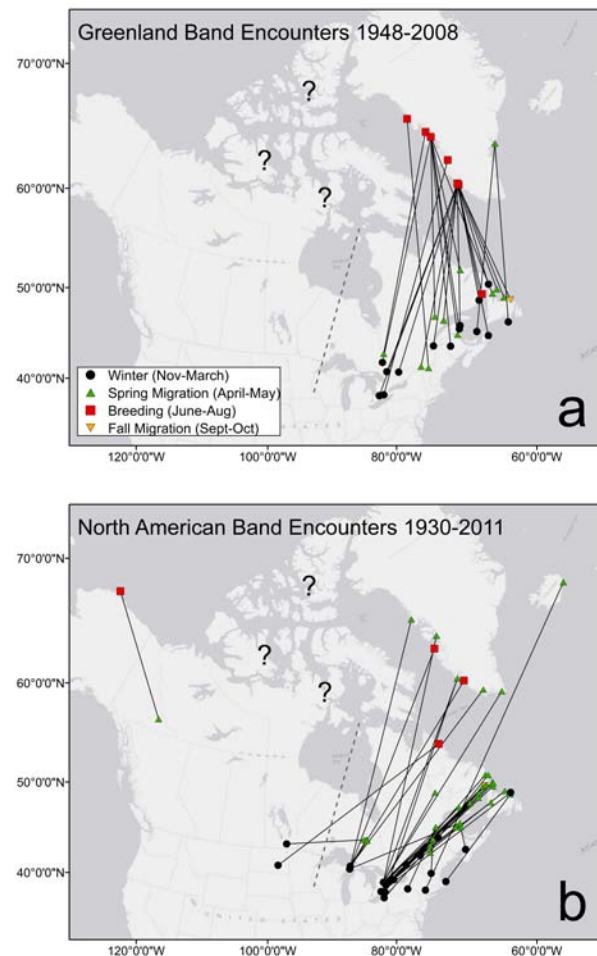 Greenland Band Encounters 1948-2008
70°0'0"N
60°0'0"N
50°0'0"N
40°0'0"N
?
?
?
Winter (Nov-March)
Spring Migration (April-May)
Breeding (June-Aug)
Fall Migration (Sept-Oct)
a
120°0'0"W
100°0'0"W
80°0'0"W
60°0'0"W
North American Band Encounters 1930-2011
70°0'0"N
60°0'0"N
50°0'0"N
40°0'0"N
?
?
?
b
120°0'0"W
100°0'0"W
80°0'0"W
60°0'0"W